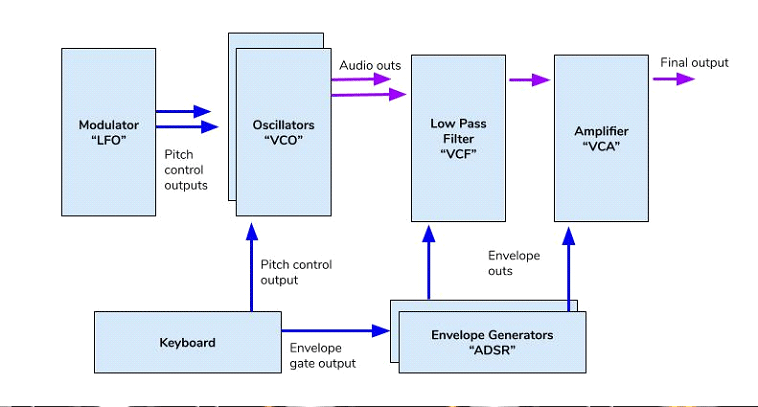 Modulator
“LFO”
Pitch
control
outputs
Oscillators
“VCO”
Audio outs
Low Pass
Filter
“VCF”
Amplifier
“VCA”
Final output
Pitch control
output
Envelope
outs
Keyboard
Envelope
gate output
Envelope Generators
“ADSR”